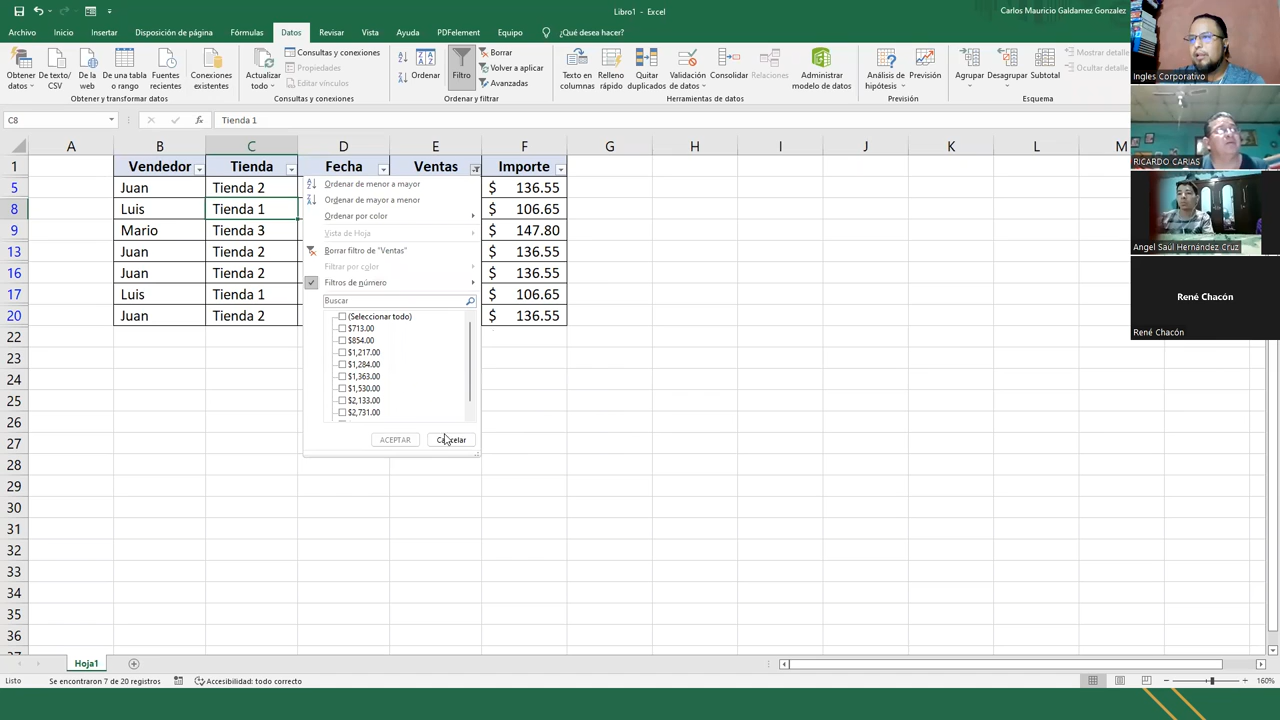 Libro1 - Excel
Carlos Mauricio Galdamez Gonzalez
Archivo Inicio Insertar Disposición de página Fórmulas Datos Revisar Vista Ayuda PDFelement Equipo ¿Qué desea hacer?
Obtener datos
De texto/ CSV
De la web
De una tabla o rango
Fuentes recientes
Conexiones existentes
Obtener y transformar datos
Actualizar todo
Consultas y conexiones
Propiedades
Editar vínculos
Consultas y conexiones
Ordenar
Filtro
Borrar
Volver a aplicar
Avanzadas
Ordenar y filtrar
Texto en columnas
Relleno rápido
Quitar duplicados
Validación de datos
Consolidar
Relaciones
Administrar modelo de datos
Herramientas de datos
Análisis de hipótesis
Previsión
Previsión
Agrupar
Desagrupar
Subtotal
Mostrar detalle
Ocultar detalle
Esquema
C8
fx
Tienda 1
A B C D E F G H I J K L M
1 Vendedor Tienda Fecha Ventas Importe
5 Juan Tienda 2 $ 136.55
8 Luis Tienda 1 $ 106.65
9 Mario Tienda 3 $ 147.80
13 Juan Tienda 2 $ 136.55
16 Juan Tienda 2 $ 136.55
17 Luis Tienda 1 $ 106.65
20 Juan Tienda 2 $ 136.55
22
23
24
25
26
27
28
29
30
31
32
33
34
35
36
Ordenar de menor a mayor
Ordenar de mayor a menor
Ordenar por color
Vista de Hoja
Borrar filtro de "Ventas"
Filtrar por color
Filtros de número
Buscar
(Seleccionar todo)
$713.00
$854.00
$1,217.00
$1,284.00
$1,363.00
$1,530.00
$2,133.00
$2,731.00
ACEPTAR
Cancelar
Hoja1
Listo
Se encontraron 7 de 20 registros
Accesibilidad: todo correcto
160%
Ingles Corporativo
RICARDO CARIAS
Angel Saúl Hernández Cruz
René Chacón
René Chacón